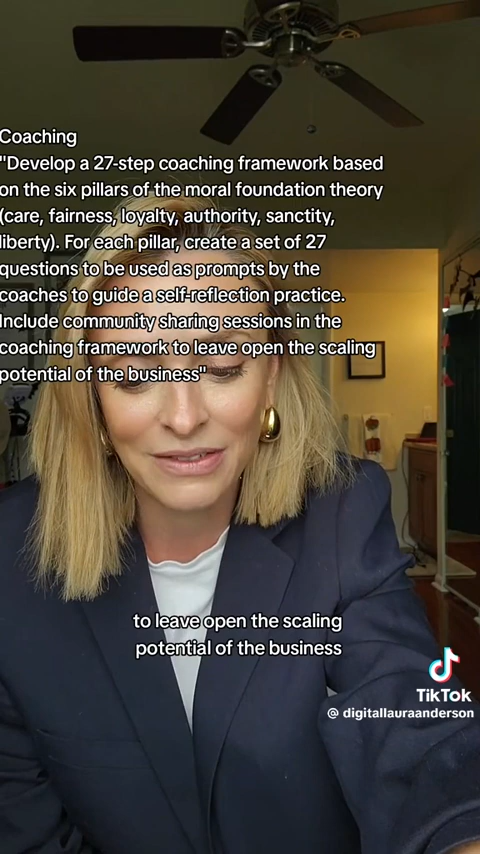 Coaching
"Develop a 27-step coaching framework based
on the six pillars of the moral foundation theory
(care, fairness, loyalty, authority, sanctity,
liberty). For each pillar, create a set of 27
questions to be used as prompts by the
coaches to guide a self-reflection practice.
Include community sharing sessions in the
coaching framework to leave open the scaling
potential of the business"
to leave open the scaling
potential of the business
TikTok
@ digitallauraanderson